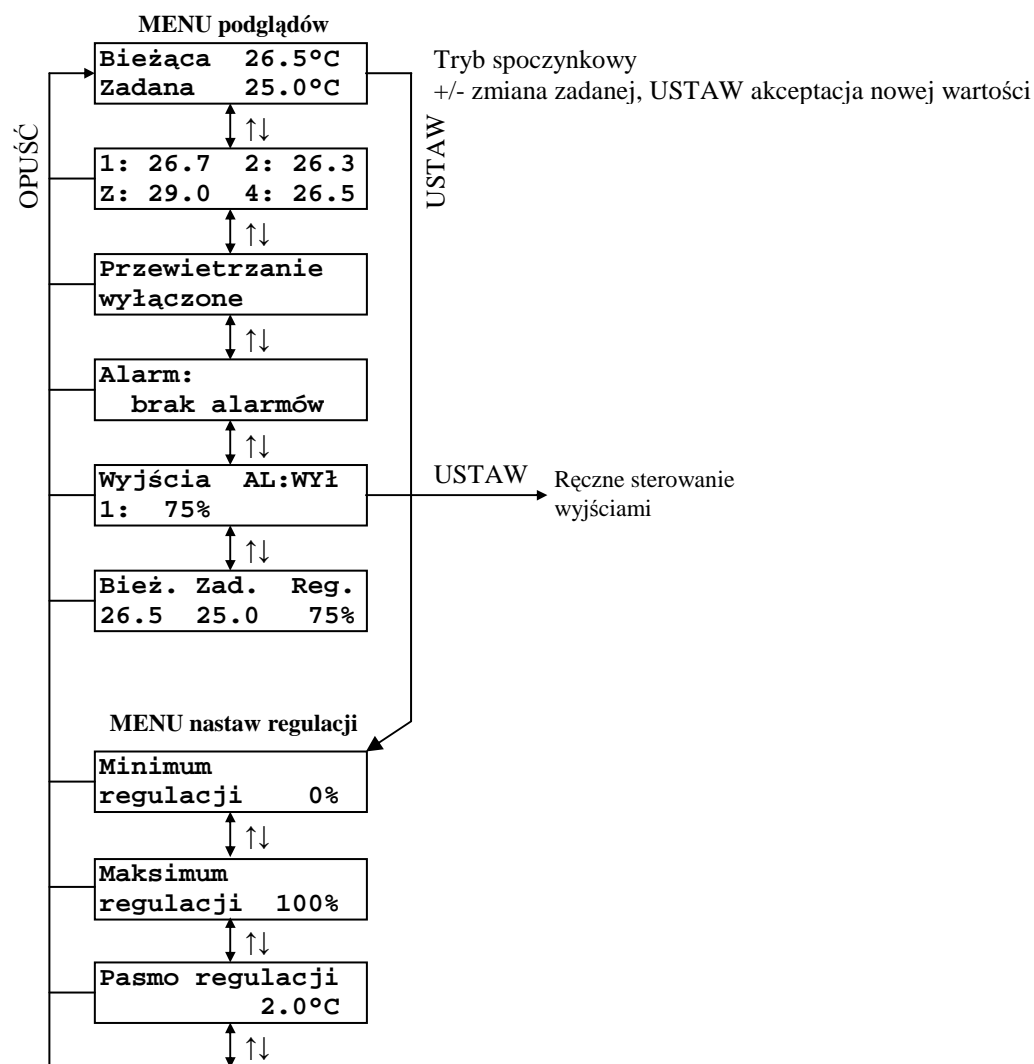 MENU podglądów
Bieżąca 26.5°C
Zadana 25.0°C
Tryb spoczynkowy
+/- zmiana zadanej, USTAW akceptacja nowej wartości
OPUŚĆ
USTAW
↑↓
1: 26.7 2: 26.3
Z: 29.0 4: 26.5
↑↓
Przewietrzanie
wyłączone
↑↓
Alarm:
brak alarmów
↑↓
Wyjścia AL:WYł
1: 75%
USTAW
Ręczne sterowanie
wyjściami
↑↓
Bież. Zad. Reg.
26.5 25.0 75%
MENU nastaw regulacji
Minimum
regulacji 0%
↑↓
Maksimum
regulacji 100%
↑↓
Pasmo regulacji
2.0°C
↑↓